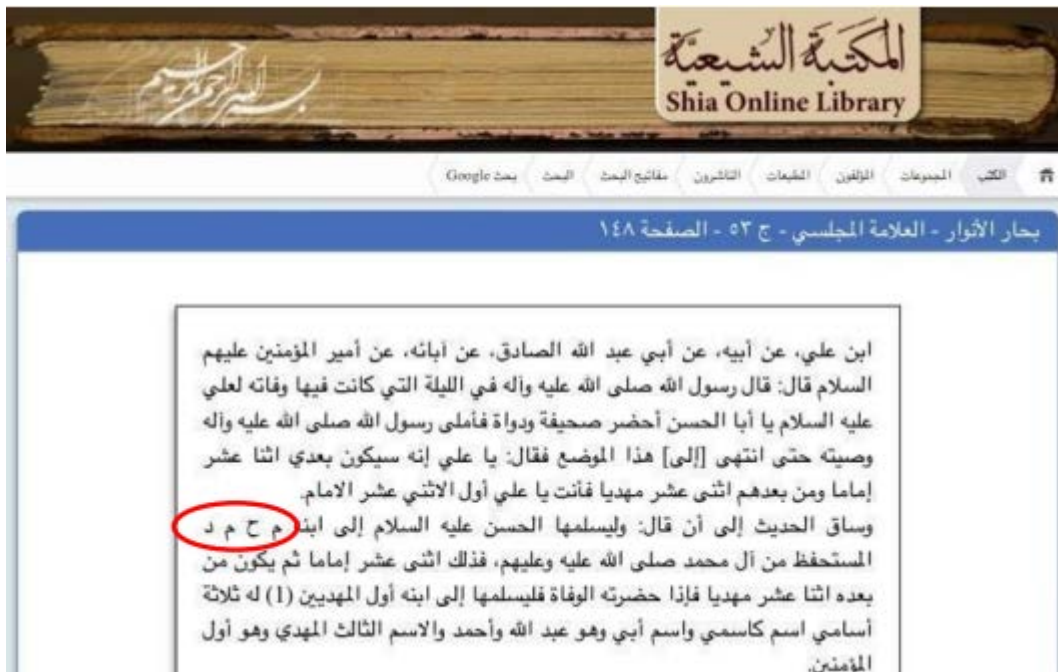 المكتبة الشيعية
Shia Online Library
بسم الله الرحمن الرحيم
الكتب المجموعات المؤلفون الطبعات الناشرون مفاتيح البحث البحث بحث Google
بحار الأنوار - العلامة المجلسي - ج ٥٣ - الصفحة ١٤٨
ابن علي، عن أبيه، عن أبي عبد الله الصادق، عن آبائه، عن أمير المؤمنين عليهم
السلام قال: قال رسول الله صلى الله عليه وآله في الليلة التي كانت فيها وفاته لعلي
عليه السلام يا أبا الحسن أحضر صحيفة ودواة فأملى رسول الله صلى الله عليه وآله
وصيته حتى انتهى [إلى] هذا الموضع فقال: يا علي إنه سيكون بعدي اثنا عشر
إماما ومن بعدهم اثنى عشر مهديا فأنت يا علي أول الاثني عشر الامام.
وساق الحديث إلى أن قال: وليسلمها الحسن عليه السلام إلى ابنه م ح م د
المستحفظ من آل محمد صلى الله عليه وعليهم، فذلك اثنى عشر إماما ثم يكون من
بعده اثنا عشر مهديا فإذا حضرته الوفاة فليسلمها إلى ابنه أول المهديين (1) له ثلاثة
أسامي اسم كاسمي واسم أبي وهو عبد الله وأحمد والاسم الثالث المهدي وهو أول
المؤمنين.